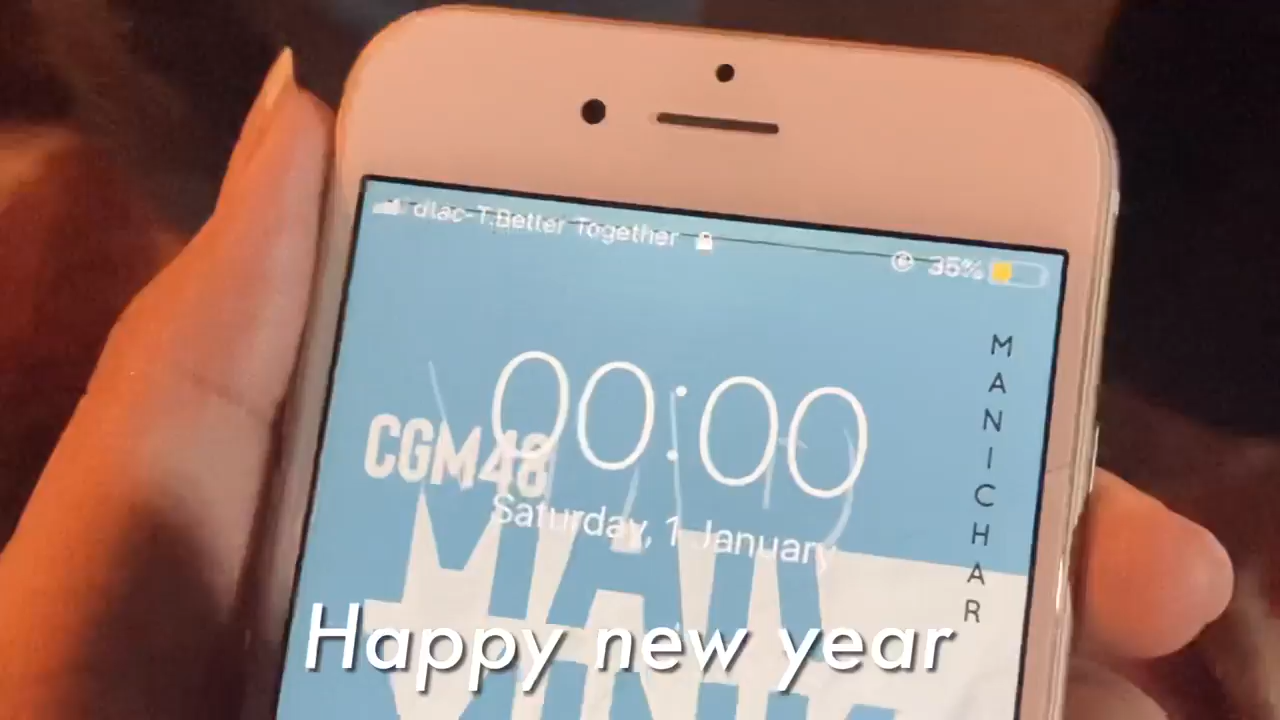 dtac-T.Better Together
35%
00:00
CGM48
Saturday, 1 January
MANICHAR
Happy new year